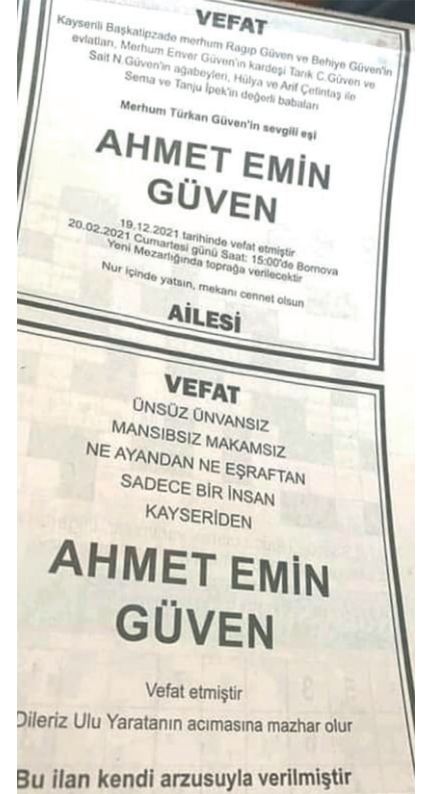 VEFAT
Kayserili Başkatipzade merhum Ragıp Güven ve Behiye Güven'in
evlatları, Merhum Enver Güven'in kardeşi Tarık C.Güven ve
Sait N.Güven'in ağabeyleri, Hülya ve Arif Çetintaş ile
Sema ve Tanju İpek'in değerli babaları
Merhum Türkan Güven'in sevgili eşi
AHMET EMİN
GÜVEN
19.12.2021 tarihinde vefat etmiştir
20.02.2021 Cumartesi günü Saat: 15:00'de Bornova
Yeni Mezarlığında toprağa verilecektir
Nur içinde yatsın, mekanı cennet olsun
AİLESİ
VEFAT
ÜNSÜZ ÜNVANSIZ
MANSIBSIZ MAKAMSIZ
NE AYANDAN NE EŞRAFTAN
SADECE BİR İNSAN
KAYSERİDEN
AHMET EMİN
GÜVEN
Vefat etmiştir
Dileriz Ulu Yaratanın acımasına mazhar olur
Bu ilan kendi arzusuyla verilmiştir